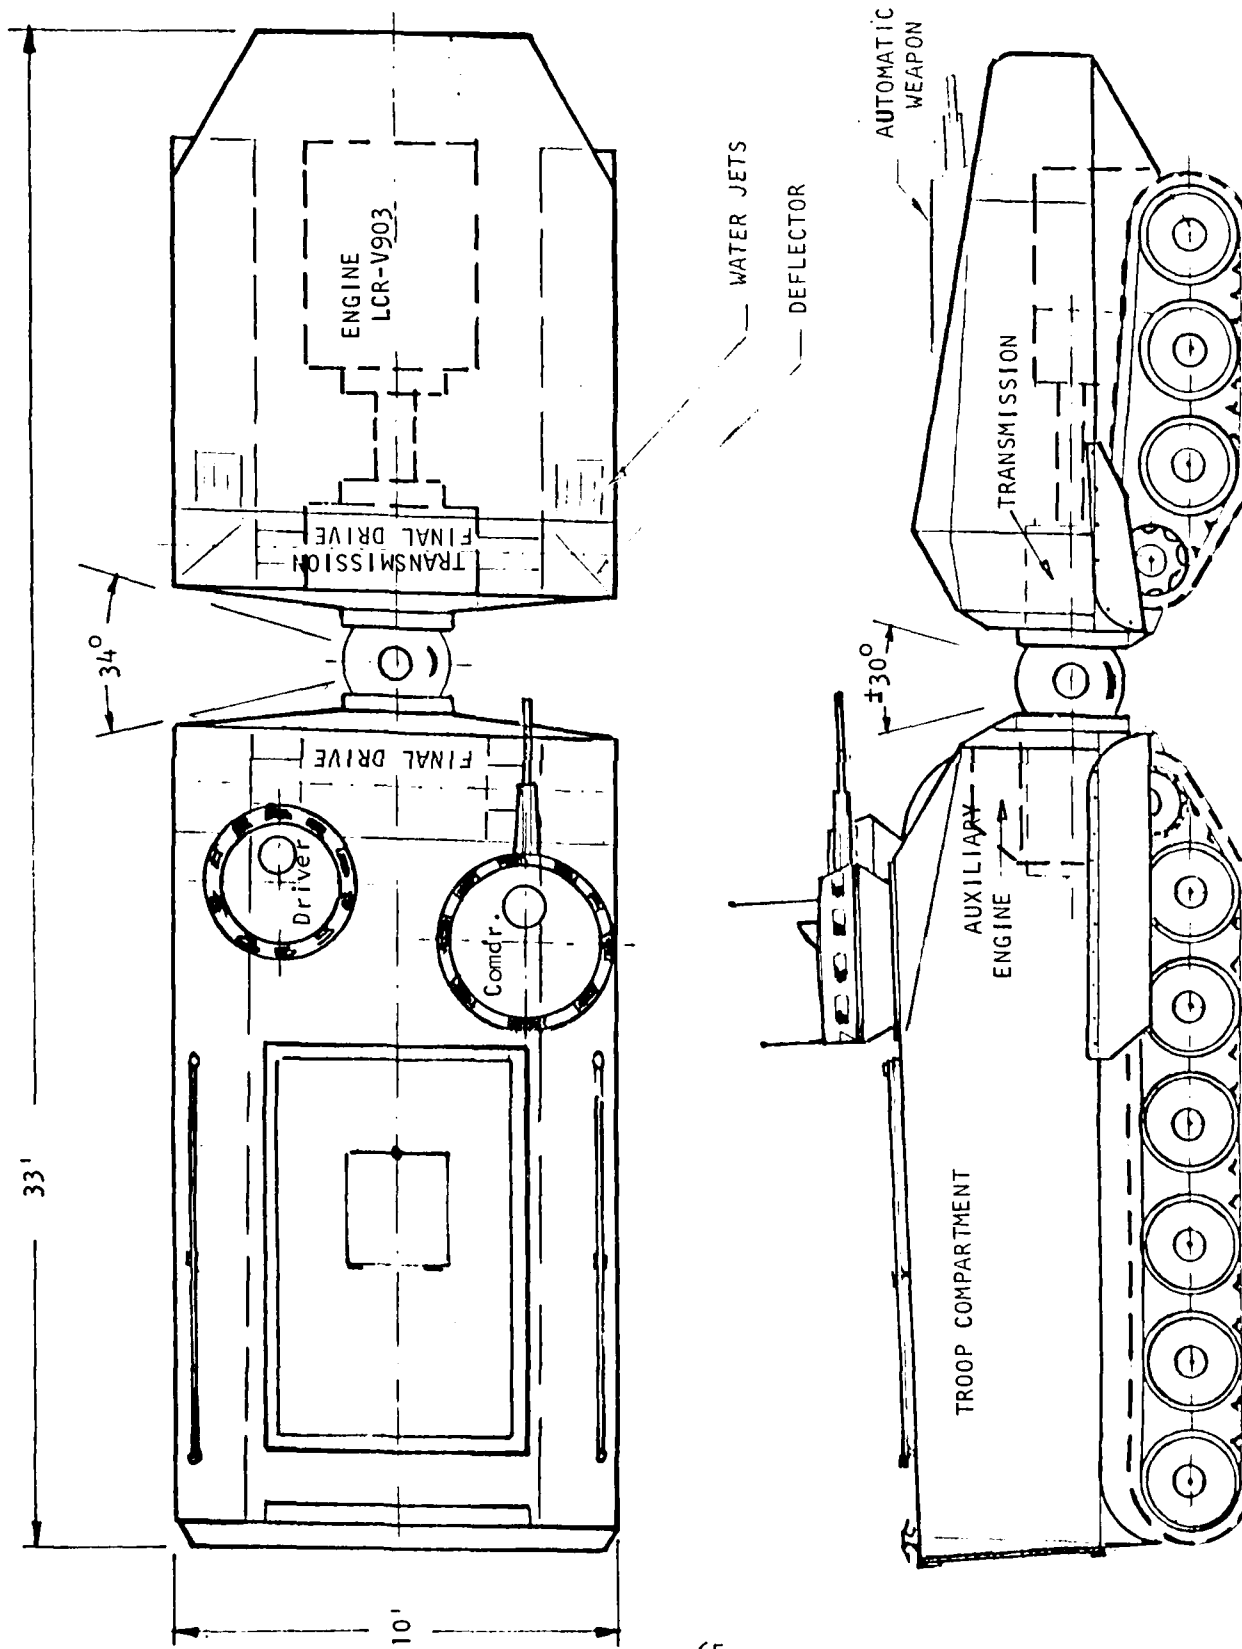 33'
10'
34°
ENGINE
LCR-V903
TRANSMISSION
FINAL DRIVE
FINAL DRIVE
Driver
Comdr.
WATER JETS
DEFLECTOR
AUTOMATIC
WEAPON
TRANSMISSION
±30°
AUXILIARY
ENGINE
TROOP COMPARTMENT